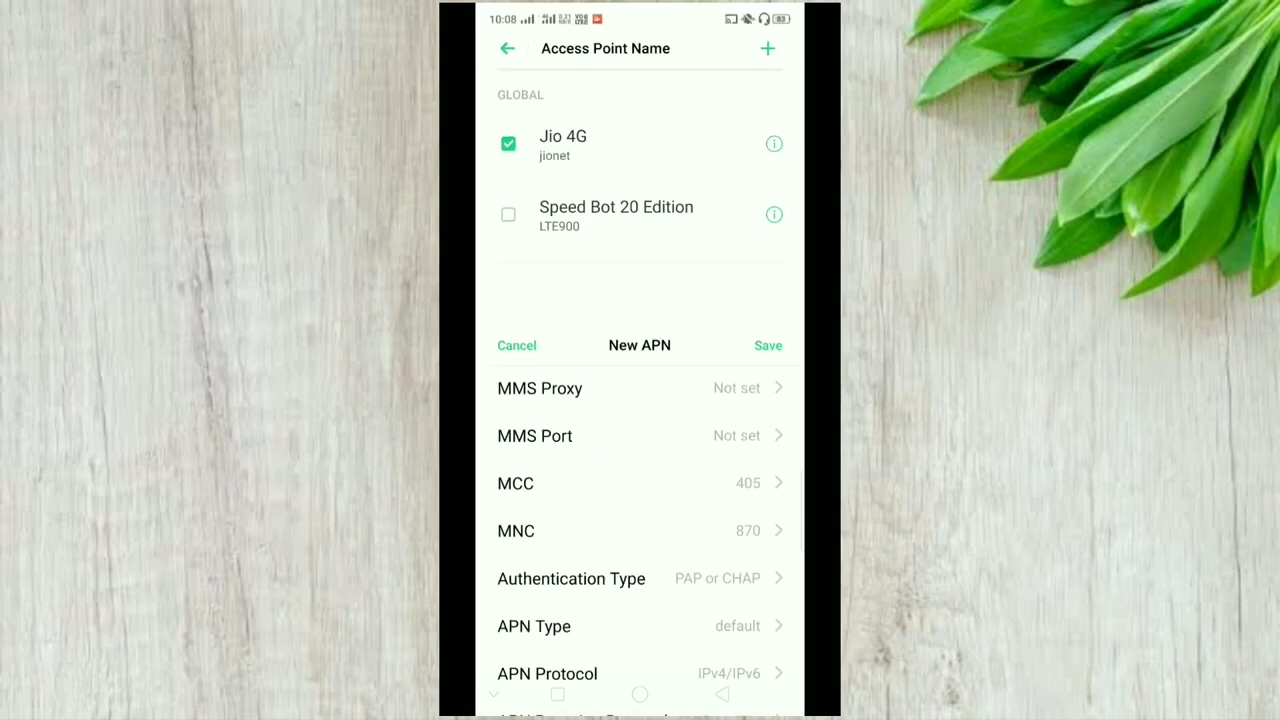 10:08
83
Access Point Name
GLOBAL
Jio 4G
jionet
Speed Bot 20 Edition
LTE900
Cancel New APN Save
MMS Proxy Not set
MMS Port Not set
MCC 405
MNC 870
Authentication Type PAP or CHAP
APN Type default
APN Protocol IPv4/IPv6